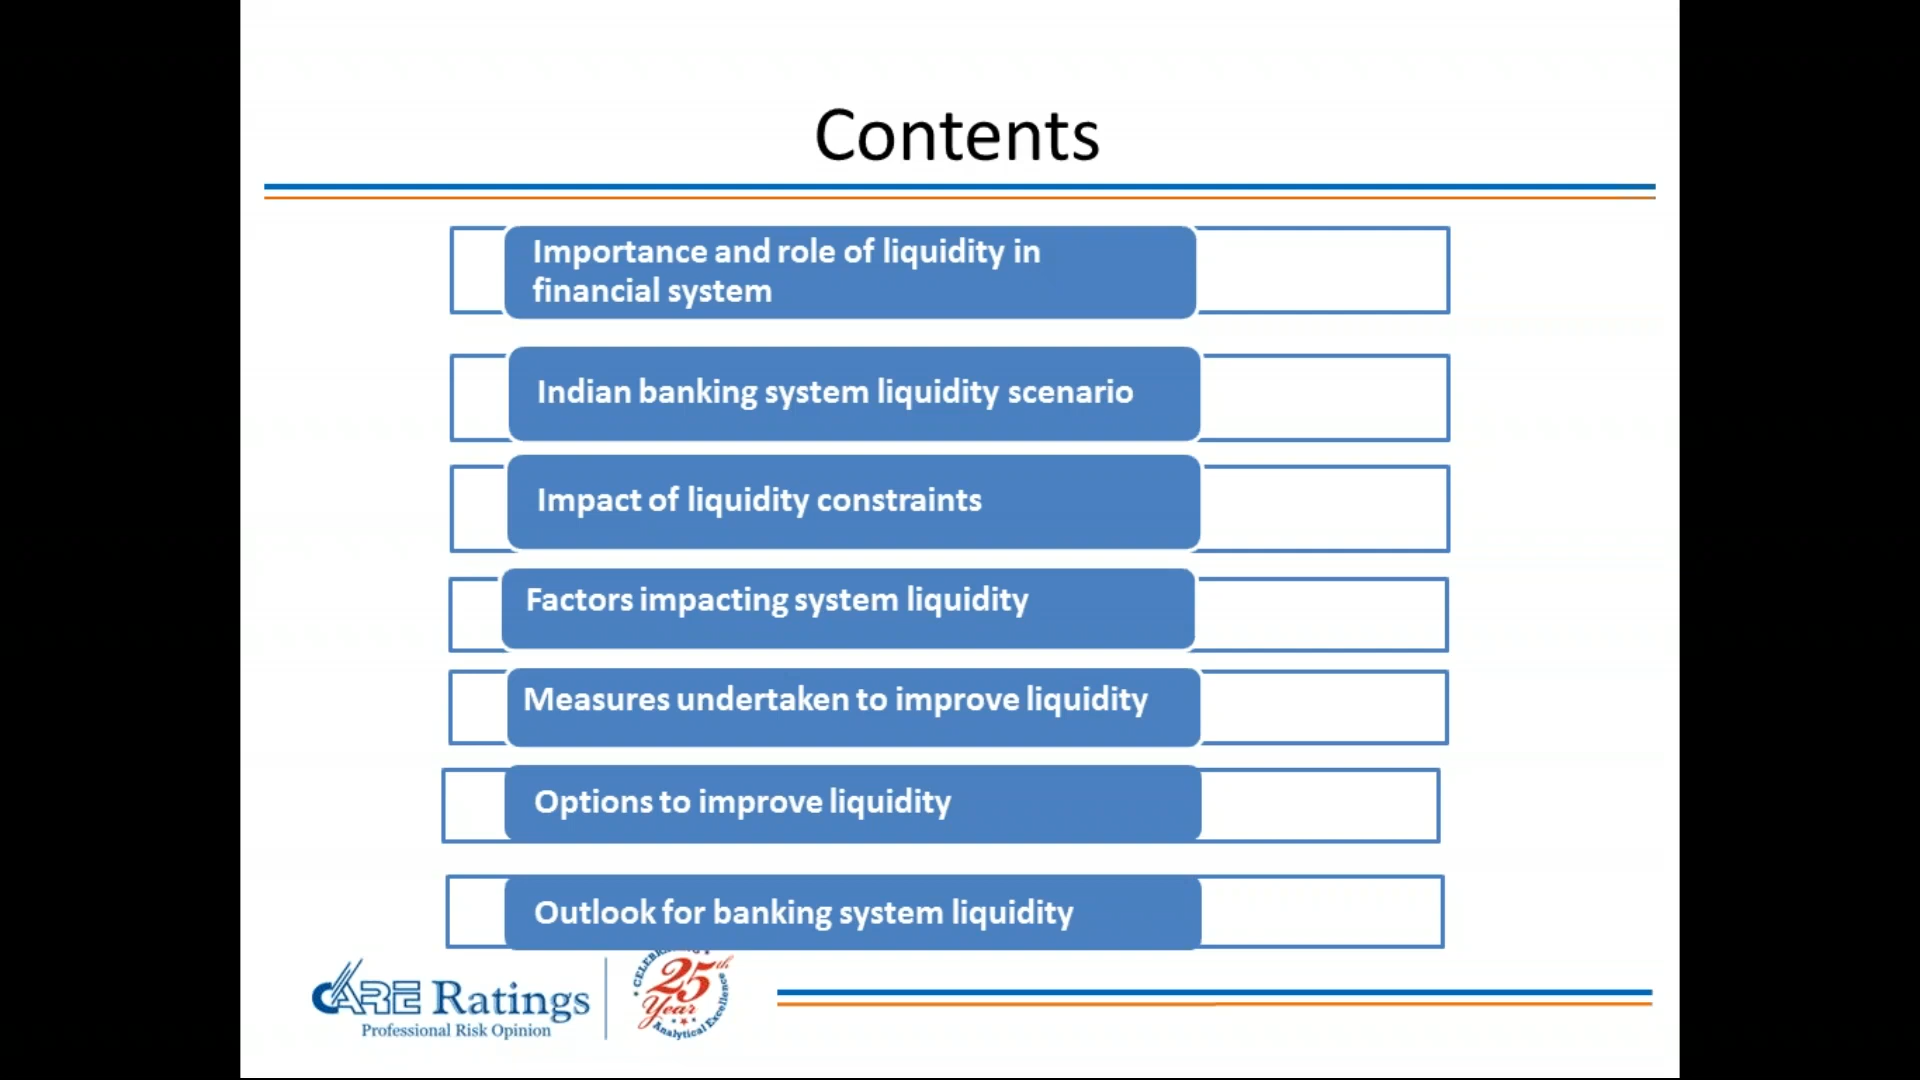 Contents
Importance and role of liquidity in
financial system
Indian banking system liquidity scenario
Impact of liquidity constraints
Factors impacting system liquidity
Measures undertaken to improve liquidity
Options to improve liquidity
Outlook for banking system liquidity
CARE Ratings
Professional Risk Opinion
25th
Year
Analytical Excellence